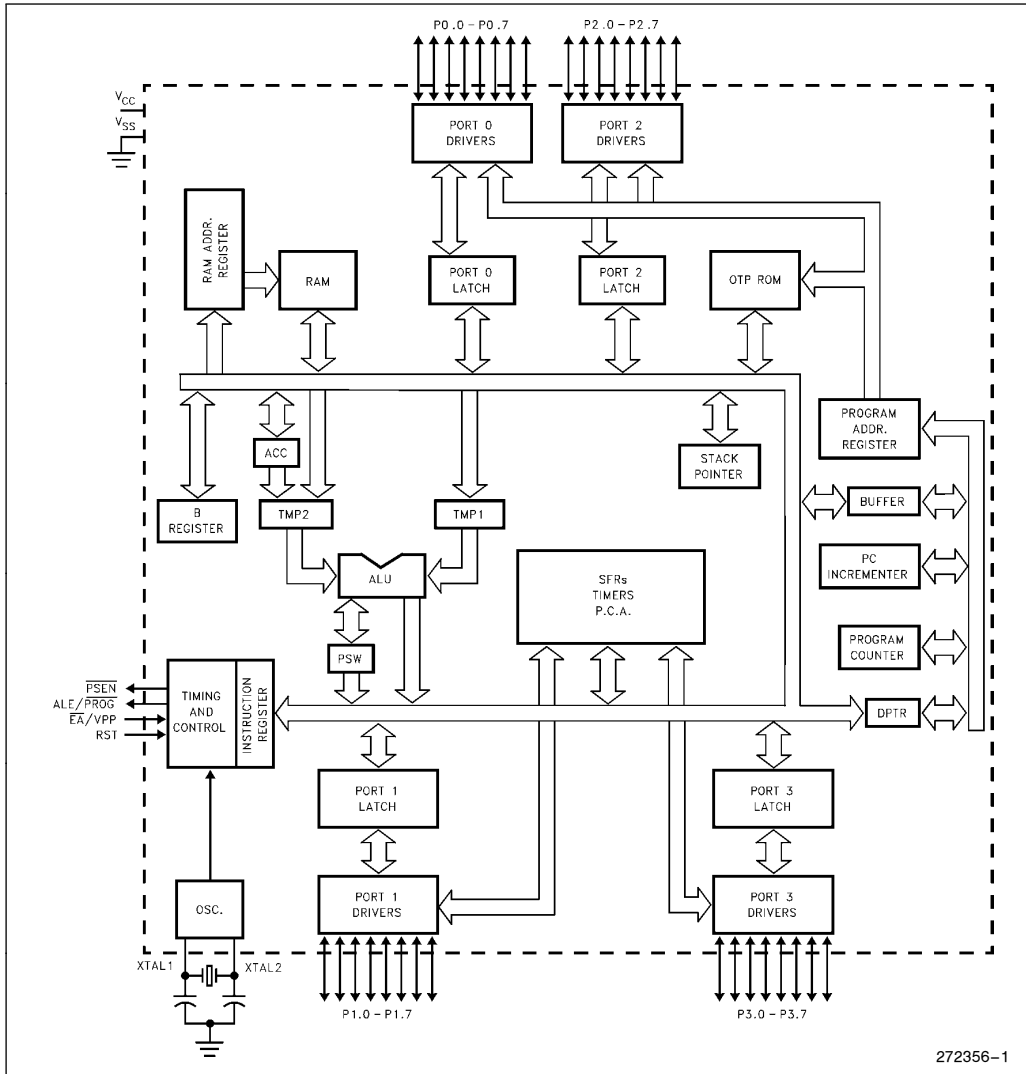 P0.0 – P0.7
P2.0 – P2.7
VCC
VSS
PORT 0
DRIVERS
PORT 2
DRIVERS
RAM ADDR.
REGISTER
RAM
PORT 0
LATCH
PORT 2
LATCH
OTP ROM
PROGRAM
ADDR.
REGISTER
ACC
STACK
POINTER
B
REGISTER
TMP2
TMP1
BUFFER
ALU
SFRs
TIMERS
P.C.A.
PC
INCREMENTER
PSW
PROGRAM
COUNTER
PSEN
ALE/PROG
EA/VPP
RST
TIMING
AND
CONTROL
INSTRUCTION
REGISTER
DPTR
PORT 1
LATCH
PORT 3
LATCH
OSC.
PORT 1
DRIVERS
PORT 3
DRIVERS
XTAL1
XTAL2
P1.0 – P1.7
P3.0 – P3.7
272356–1